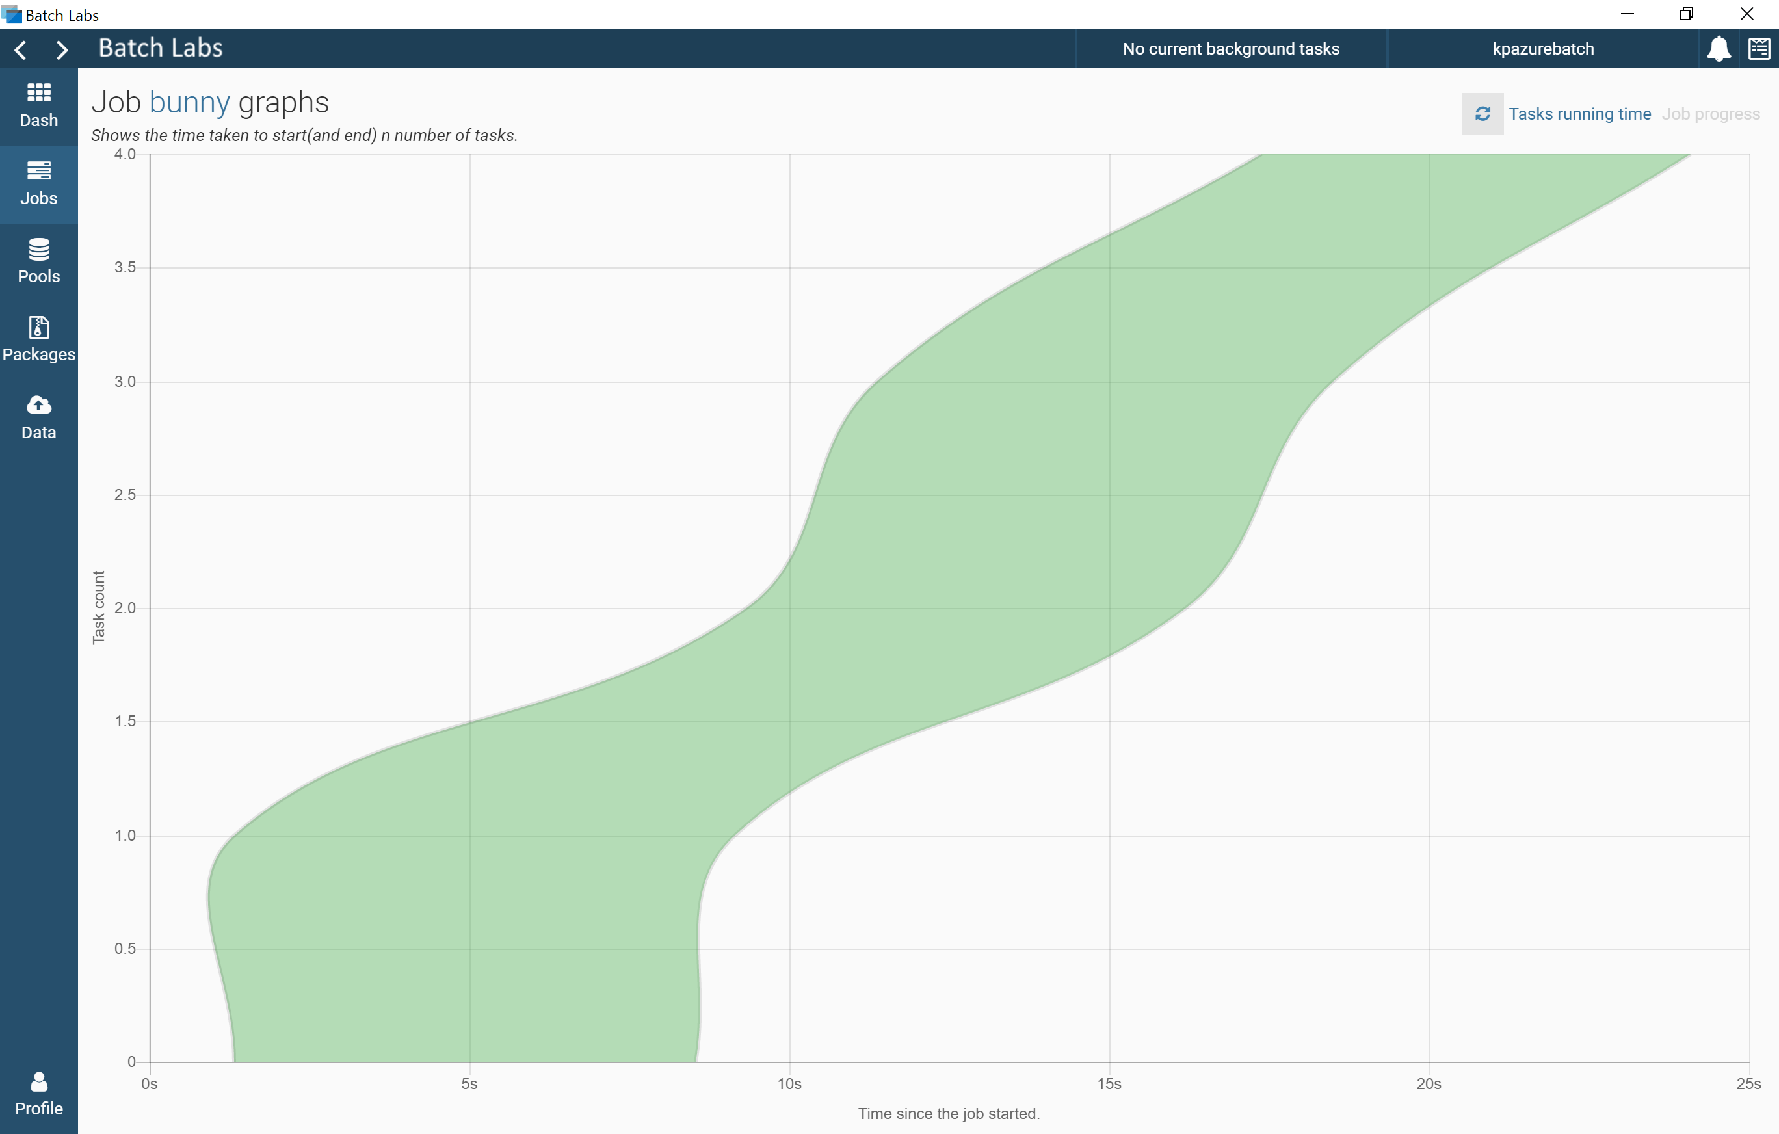 Batch Labs
Batch Labs
No current background tasks
kpazurebatch
Dash
Jobs
Pools
Packages
Data
Profile
Job bunny graphs
Shows the time taken to start(and end) n number of tasks.
Tasks running time
Job progress
4.0
3.5
3.0
2.5
2.0
1.5
1.0
0.5
0
Task count
0s
5s
10s
15s
20s
25s
Time since the job started.